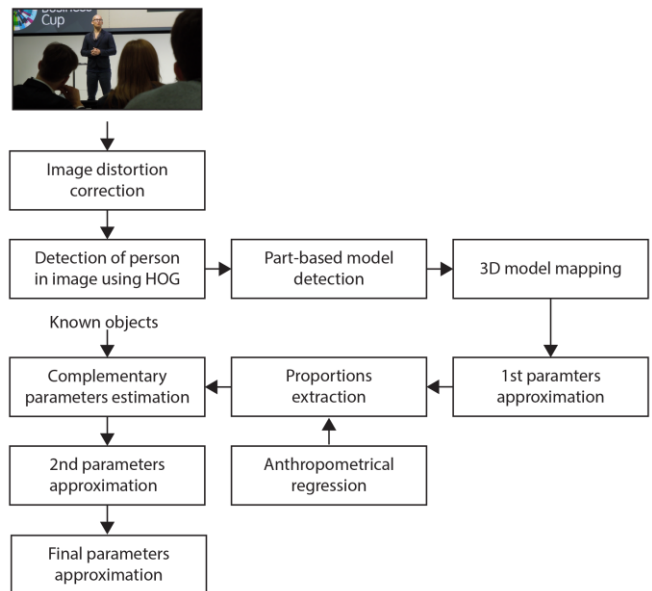 Cup
Image distortion
correction
Detection of person
in image using HOG
Part-based model
detection
3D model mapping
Known objects
Complementary
parameters estimation
Proportions
extraction
1st paramters
approximation
2nd parameters
approximation
Anthropometrical
regression
Final parameters
approximation